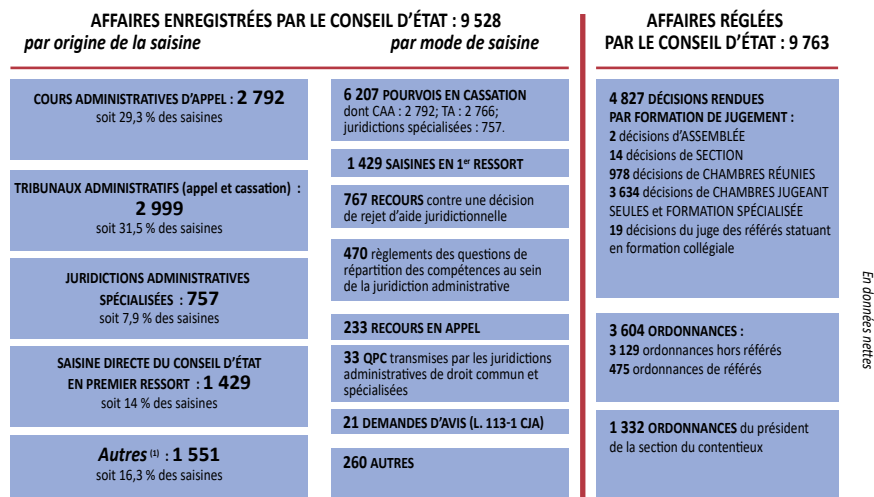 AFFAIRES ENREGISTRÉES PAR LE CONSEIL D'ÉTAT : 9 528
par origine de la saisine
par mode de saisine
COURS ADMINISTRATIVES D'APPEL : 2 792
soit 29,3 % des saisines
TRIBUNAUX ADMINISTRATIFS (appel et cassation) :
2 999
soit 31,5 % des saisines
JURIDICTIONS ADMINISTRATIVES
SPÉCIALISÉES : 757
soit 7,9 % des saisines
SAISINE DIRECTE DU CONSEIL D'ÉTAT
EN PREMIER RESSORT : 1 429
soit 14 % des saisines
Autres (1) : 1 551
soit 16,3 % des saisines
6 207 POURVOIS EN CASSATION
dont CAA : 2 792; TA : 2 766;
juridictions spécialisées : 757.
1 429 SAISINES EN 1er RESSORT
767 RECOURS contre une décision
de rejet d'aide juridictionnelle
470 règlements des questions de
répartition des compétences au sein
de la juridiction administrative
233 RECOURS EN APPEL
33 QPC transmises par les juridictions
administratives de droit commun et
spécialisées
21 DEMANDES D'AVIS (L. 113-1 CJA)
260 AUTRES
AFFAIRES RÉGLÉES
PAR LE CONSEIL D'ÉTAT : 9 763
4 827 DÉCISIONS RENDUES
PAR FORMATION DE JUGEMENT :
2 décisions d'ASSEMBLÉE
14 décisions de SECTION
978 décisions de CHAMBRES RÉUNIES
3 634 décisions de CHAMBRES JUGEANT
SEULES et FORMATION SPÉCIALISÉE
19 décisions du juge des référés statuant
en formation collégiale
3 604 ORDONNANCES :
3 129 ordonnances hors référés
475 ordonnances de référés
1 332 ORDONNANCES du président
de la section du contentieux
En données nettes